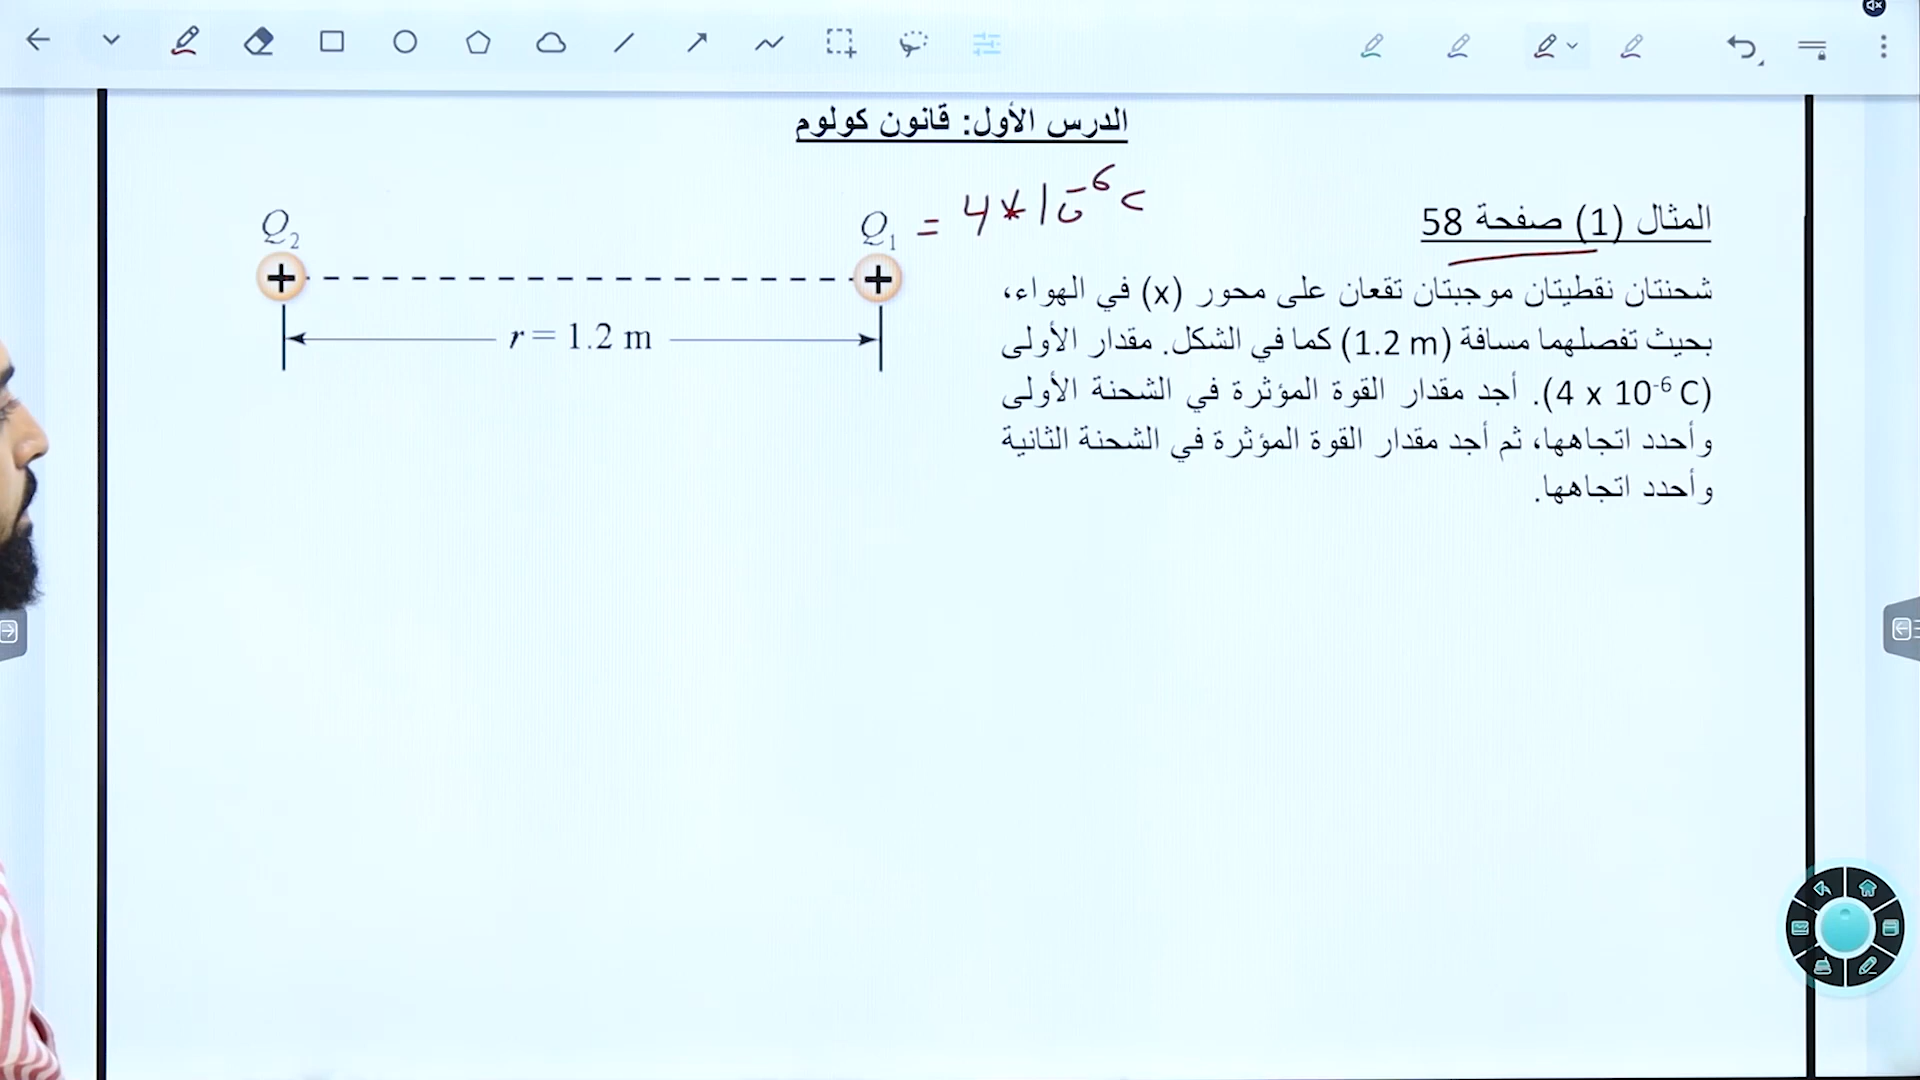 الدرس الأول: قانون كولوم
المثال (1) صفحة 58
شحنتان نقطيتان موجبتان تقعان على محور (x) في الهواء،
بحيث تفصلهما مسافة (1.2 m) كما في الشكل. مقدار الأولى
(4 x 10⁻⁶ C). أجد مقدار القوة المؤثرة في الشحنة الأولى
وأحدد اتجاهها، ثم أجد مقدار القوة المؤثرة في الشحنة الثانية
وأحدد اتجاهها.
Q₂
Q₁ = 4*10⁻⁶ c
+ +
r = 1.2 m